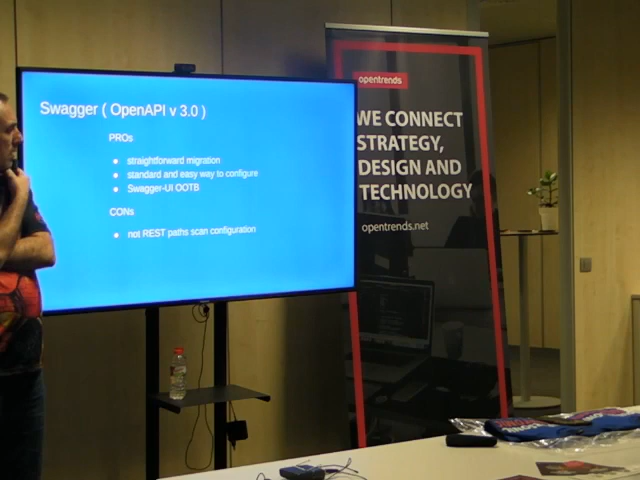 Swagger ( OpenAPI v 3.0 )
PROs
● straightforward migration
● standard and easy way to configure
● Swagger-UI OOTB
CONs
● not REST paths scan configuration
opentrends
WE CONNECT
STRATEGY,
DESIGN AND
TECHNOLOGY
opentrends.net